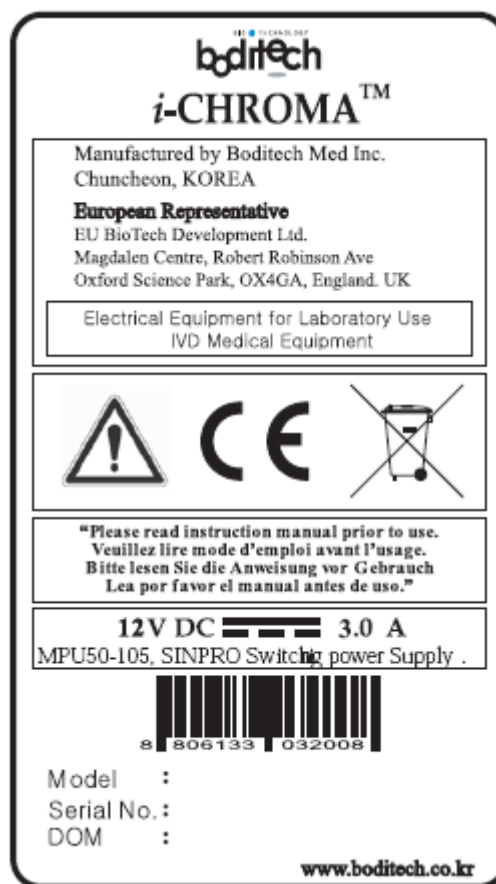 BIO TECHNOLOGY
boditech
i-CHROMA™
Manufactured by Boditech Med Inc.
Chuncheon, KOREA
European Representative
EU BioTech Development Ltd.
Magdalen Centre, Robert Robinson Ave
Oxford Science Park, OX4GA, England. UK
Electrical Equipment for Laboratory Use
IVD Medical Equipment
CE
“Please read instruction manual prior to use.
Veuillez lire mode d’emploi avant l’usage.
Bitte lesen Sie die Anweisung vor Gebrauch
Lea por favor el manual antes de uso.”
12V DC 3.0 A
MPU50-105, SINPRO Switchig power Supply .
8 806133 032008
Model :
Serial No. :
DOM :
www.boditech.co.kr